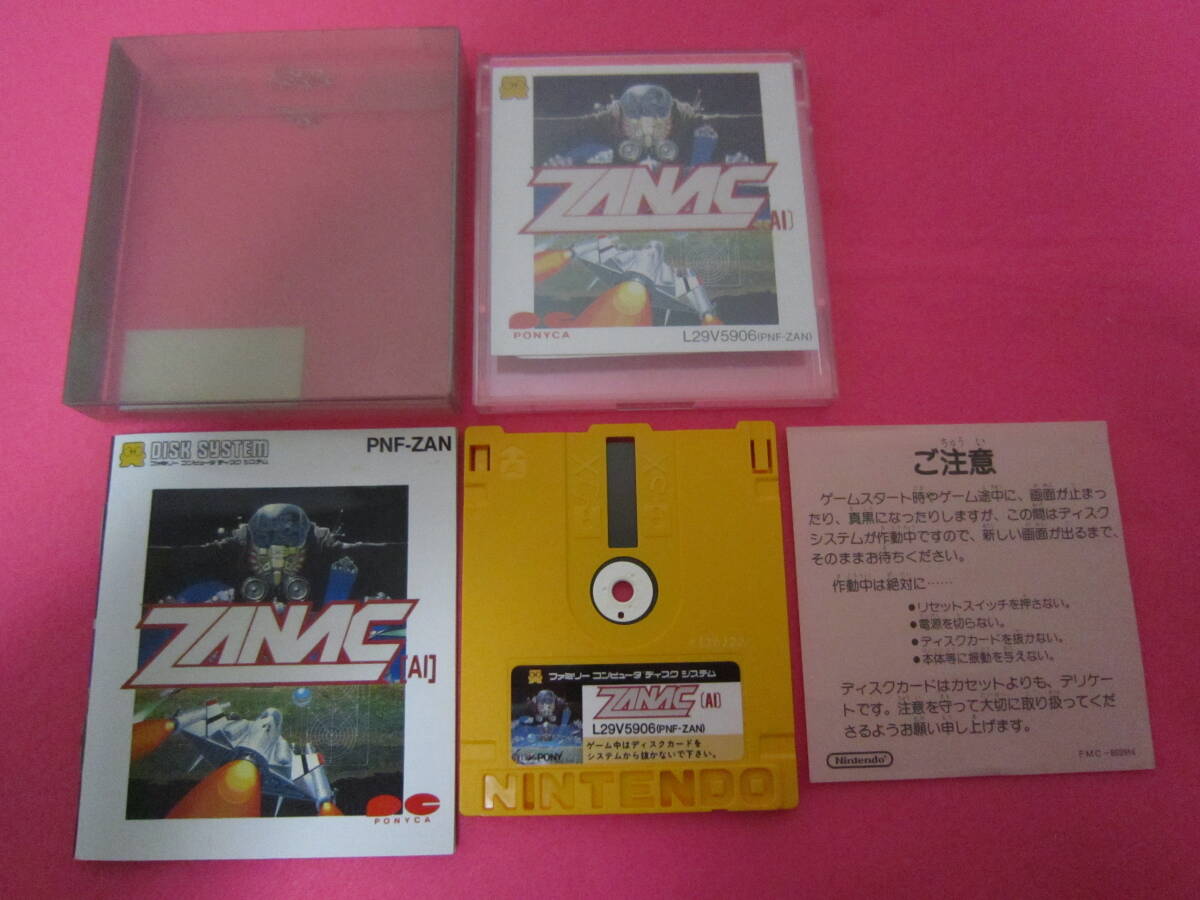 ZANAC
[AI]
PONYCA
L29V5906(PNF-ZAN)
DISK SYSTEM
ファミリー コンピュータ ディスク システム
PNF-ZAN
ZANAC
[AI]
PONYCA
ファミリー コンピュータ ディスク システム
ZANAC [AI]
L29V5906(PNF-ZAN)
ゲーム中はディスクカードを
システムから抜かないで下さい。
PONY
NINTENDO
ご注意
ゲームスタート時やゲーム途中に、画面が止まっ
たり、真黒になったりしますが、この間はディスク
システムが作動中ですので、新しい画面が出るまで、
そのままお待ちください。
作動中は絶対に……
●リセットスイッチを押さない。
●電源を切らない。
●ディスクカードを抜かない。
●本体等に振動を与えない。
ディスクカードはカセットよりも、デリケー
トです。注意を守って大切に取り扱ってくだ
さるようお願い申し上げます。
Nintendo